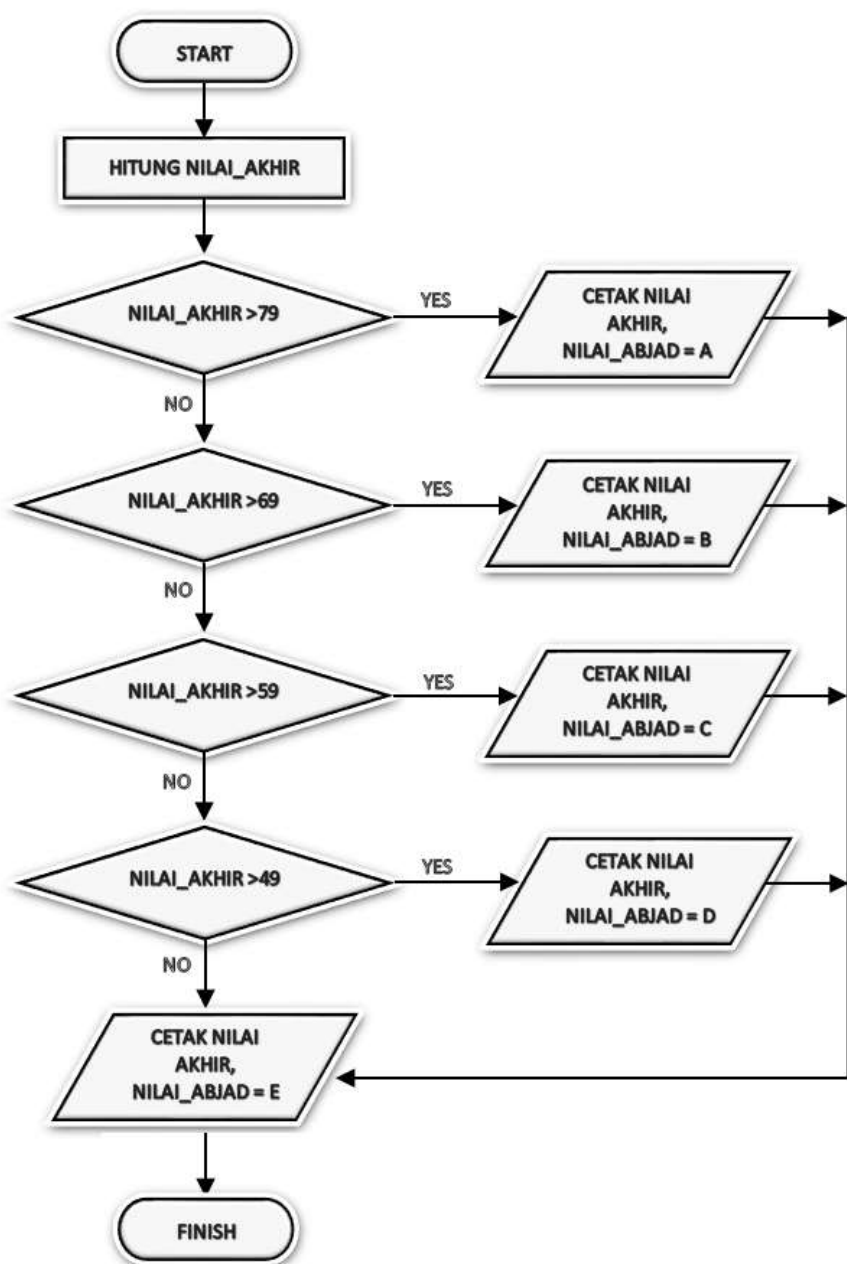 START
HITUNG NILAI_AKHIR
NILAI_AKHIR >79
YES
CETAK NILAI
AKHIR,
NILAI_ABJAD = A
NO
NILAI_AKHIR >69
YES
CETAK NILAI
AKHIR,
NILAI_ABJAD = B
NO
NILAI_AKHIR >59
YES
CETAK NILAI
AKHIR,
NILAI_ABJAD = C
NO
NILAI_AKHIR >49
YES
CETAK NILAI
AKHIR,
NILAI_ABJAD = D
NO
CETAK NILAI
AKHIR,
NILAI_ABJAD = E
FINISH